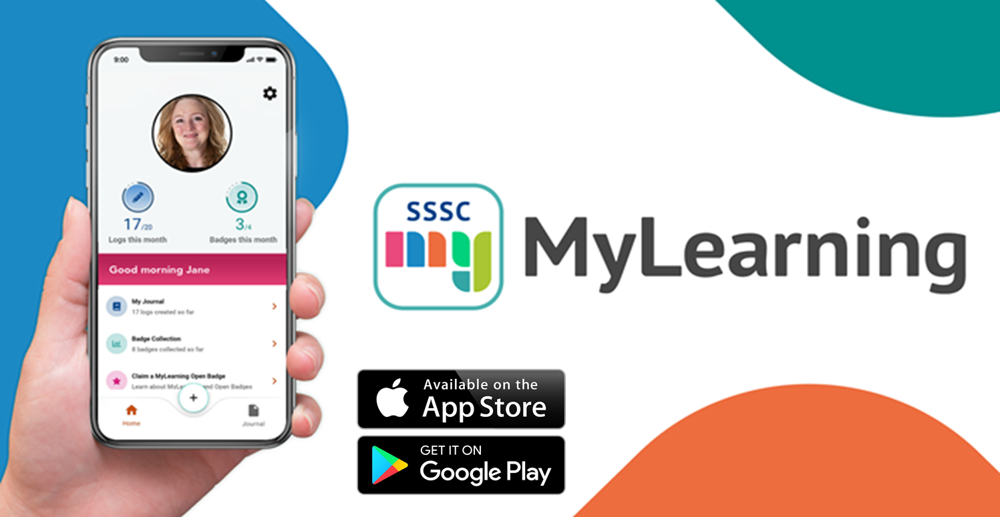 9:00
17/20
Logs this month
3/4
Badges this month
Good morning Jane
My Journal
17 logs created so far
Badge Collection
8 badges collected so far
Claim a MyLearning Open Badge
Learn about and Open Badges
+
Home
Journal
SSSC
my
MyLearning
Available on the
App Store
GET IT ON
Google Play